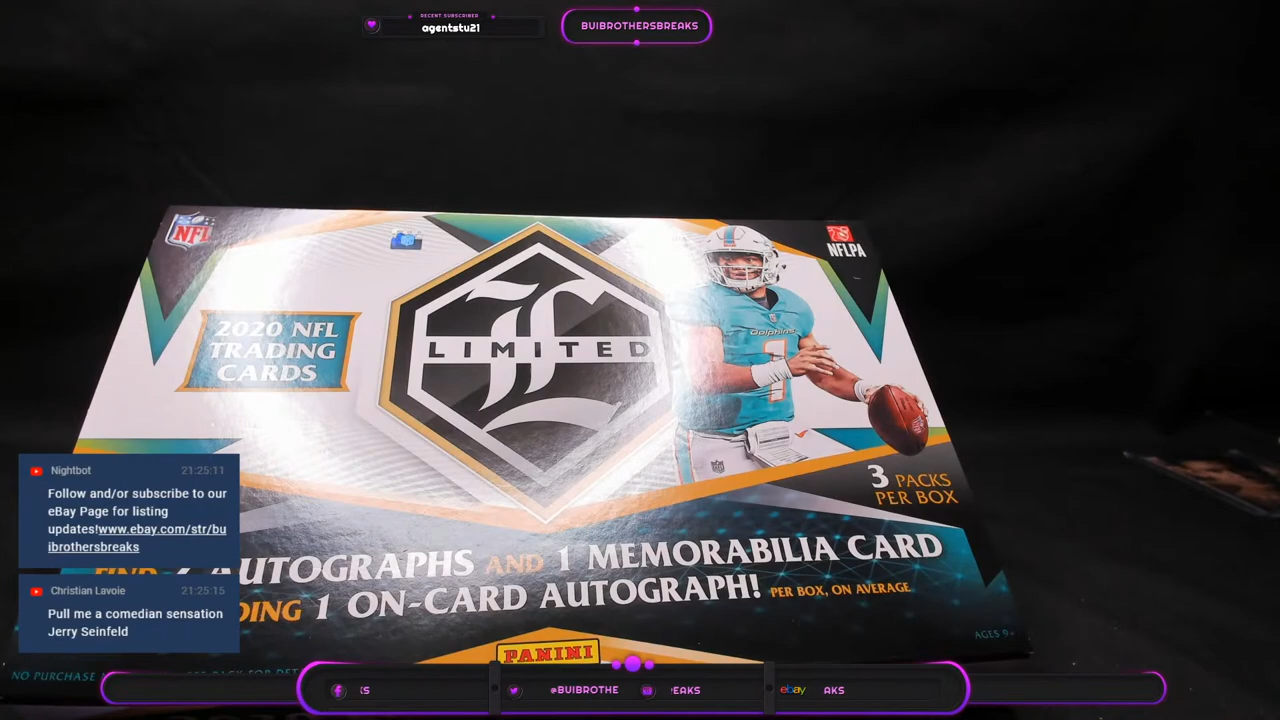 RECENT SUBSCRIBER
agentstu21
BUIBROTHERSBREAKS
NFL
NFLPA
2020 NFL
TRADING
CARDS
LIMITED
Dolphins
1
3 PACKS
PER BOX
Nightbot 21:25:11
Follow and/or subscribe to our
eBay Page for listing
updates!www.ebay.com/str/bu
ibrothersbreaks
AUTOGRAPHS AND 1 MEMORABILIA CARD
DING 1 ON-CARD AUTOGRAPH! PER BOX, ON AVERAGE
Christian Lavoie 21:25:15
Pull me a comedian sensation
Jerry Seinfeld
AGES 9+
PANINI
NO PURCHASE
@BUIBROTHE
EAKS
ebay
AKS